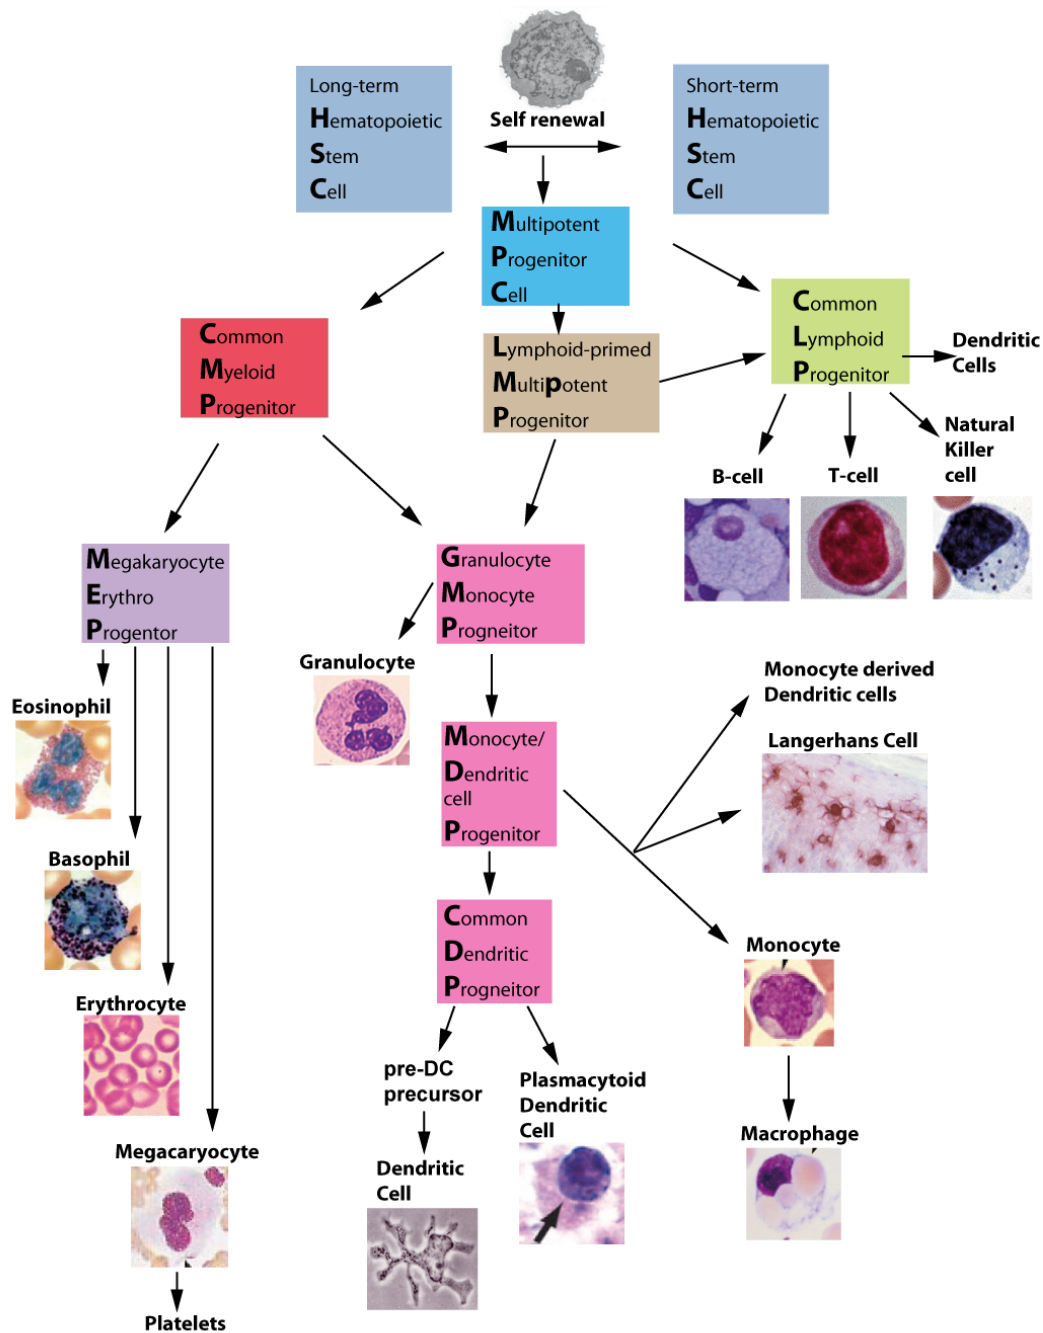 Long-term
Hematopoietic
Stem
Cell
Self renewal
Short-term
Hematopoietic
Stem
Cell
Multipotent
Progenitor
Cell
Common
Myeloid
Progenitor
Lymphoid-primed
Multipotent
Progenitor
Common
Lymphoid
Progenitor
Dendritic
Cells
B-cell
T-cell
Natural
Killer
cell
Megakaryocyte
Erythro
Progentor
Granulocyte
Monocyte
Progneitor
Granulocyte
Eosinophil
Basophil
Erythrocyte
Megacaryocyte
Platelets
Monocyte/
Dendritic
cell
Progenitor
Monocyte derived
Dendritic cells
Langerhans Cell
Common
Dendritic
Progneitor
Monocyte
Macrophage
pre-DC
precursor
Dendritic
Cell
Plasmacytoid
Dendritic
Cell